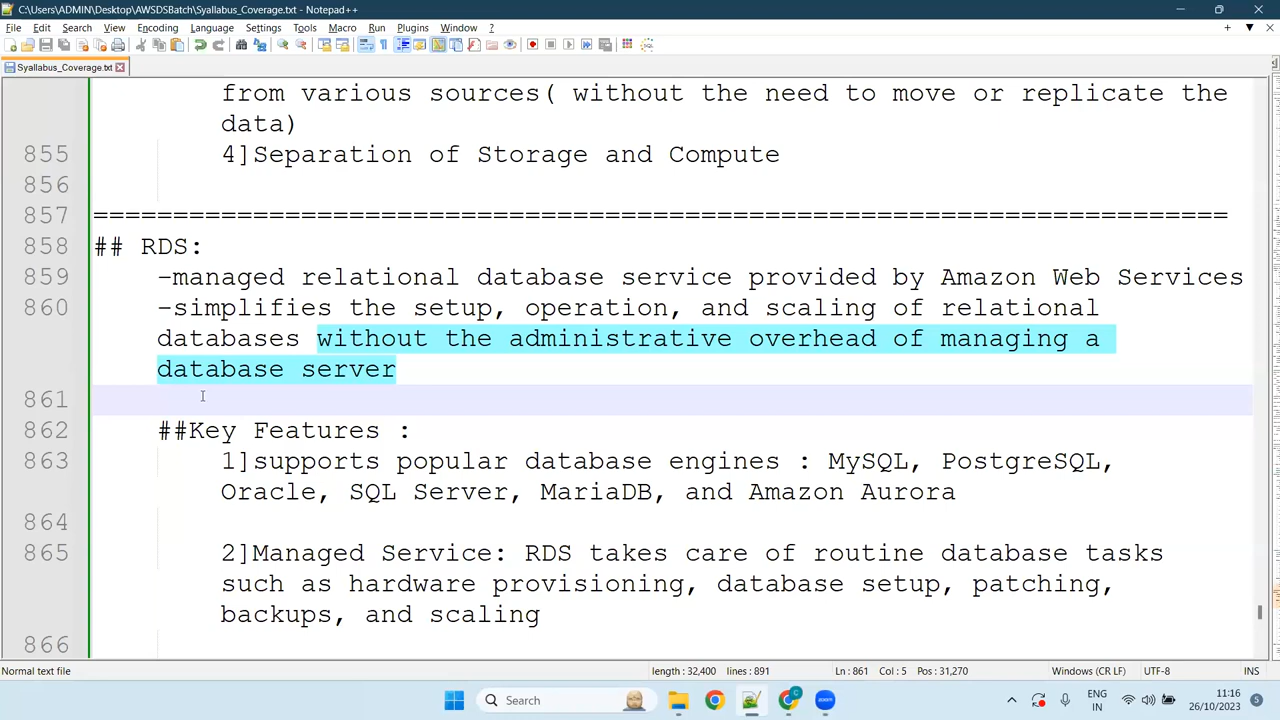 C:\Users\ADMIN\Desktop\AWSDSBatch\Syallabus_Coverage.txt - Notepad++
File Edit Search View Encoding Language Settings Tools Macro Run Plugins Window ?
Syallabus_Coverage.txt
from various sources( without the need to move or replicate the
data)
855 4]Separation of Storage and Compute
856
857 =======================================================================
858 ## RDS:
859 -managed relational database service provided by Amazon Web Services
860 -simplifies the setup, operation, and scaling of relational
databases without the administrative overhead of managing a
database server
861
862 ##Key Features :
863 1]supports popular database engines : MySQL, PostgreSQL,
Oracle, SQL Server, MariaDB, and Amazon Aurora
864
865 2]Managed Service: RDS takes care of routine database tasks
such as hardware provisioning, database setup, patching,
backups, and scaling
866
Normal text file length : 32,400 lines : 891 Ln : 861 Col : 5 Pos : 31,270 Windows (CR LF) UTF-8 INS
Search ENG IN 11:16 26/10/2023